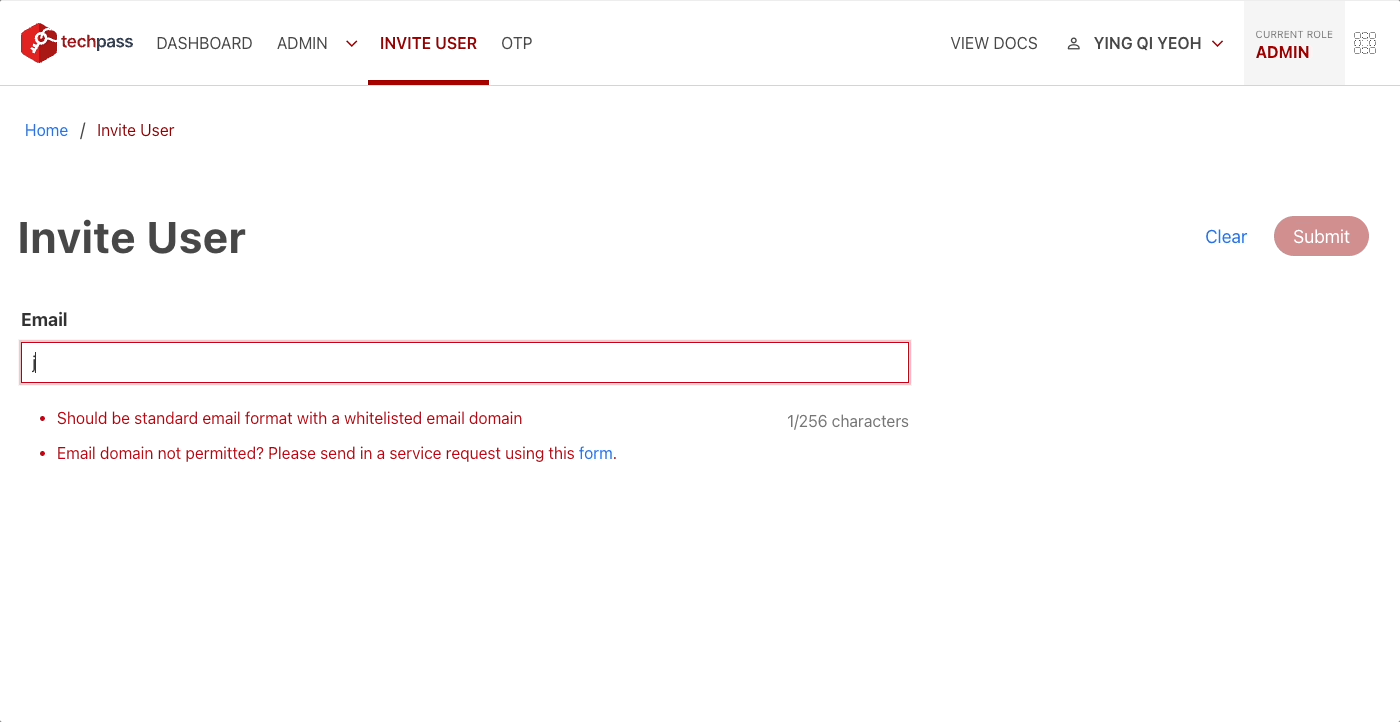 techpass DASHBOARD ADMIN INVITE USER OTP VIEW DOCS YING QI YEOH CURRENT ROLE
ADMIN
Home / Invite User
Invite User Clear Submit
Email
j
• Should be standard email format with a whitelisted email domain 1/256 characters
• Email domain not permitted? Please send in a service request using this form.